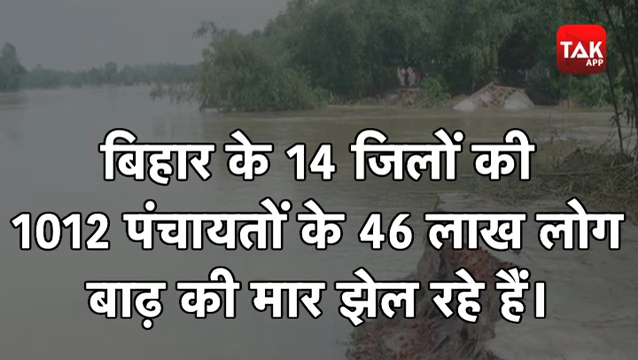 TAK
APP
बिहार के 14 जिलों की
1012 पंचायतों के 46 लाख लोग
बाढ़ की मार झेल रहे हैं।